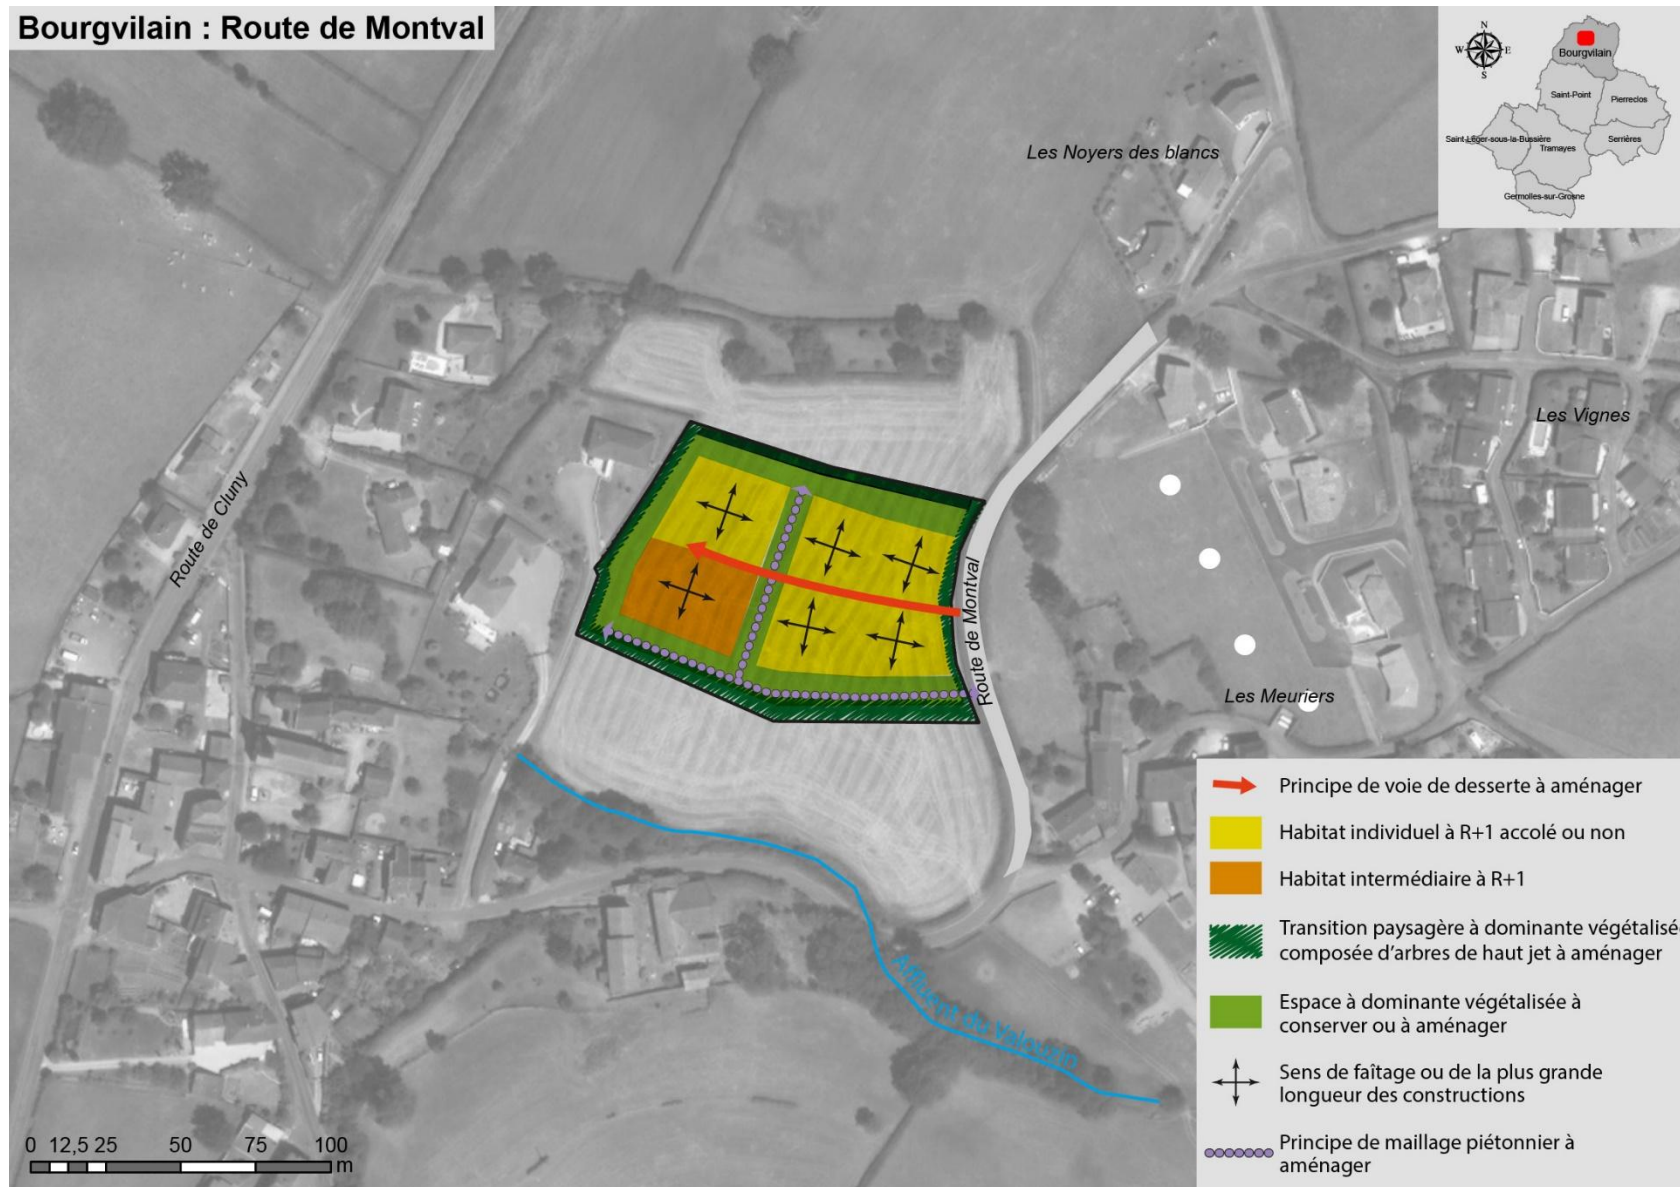 Bourgvilain : Route de Montval
N
W E
S
Bourgvilain
Saint-Point
Pierreclos
Saint-Léger-sous-la-Bussière
Serrières
Tramayes
Germolles-sur-Grosne
Les Noyers des blancs
Les Vignes
Route de Cluny
Route de Montval
Les Meuriers
Affluent du Valouzin
Principe de voie de desserte à aménager
Habitat individuel à R+1 accolé ou non
Habitat intermédiaire à R+1
Transition paysagère à dominante végétalisé
composée d’arbres de haut jet à aménager
Espace à dominante végétalisée à
conserver ou à aménager
Sens de faîtage ou de la plus grande
longueur des constructions
Principe de maillage piétonnier à
aménager
0 12,5 25 50 75 100
m